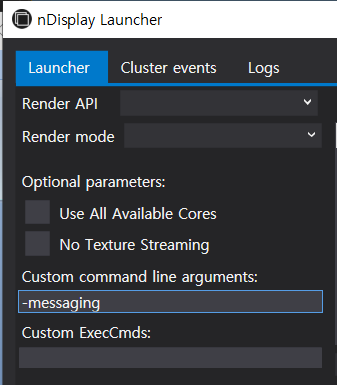 nDisplay Launcher
Launcher Cluster events Logs
Render API
Render mode
Optional parameters:
Use All Available Cores
No Texture Streaming
Custom command line arguments:
-messaging
Custom ExecCmds: